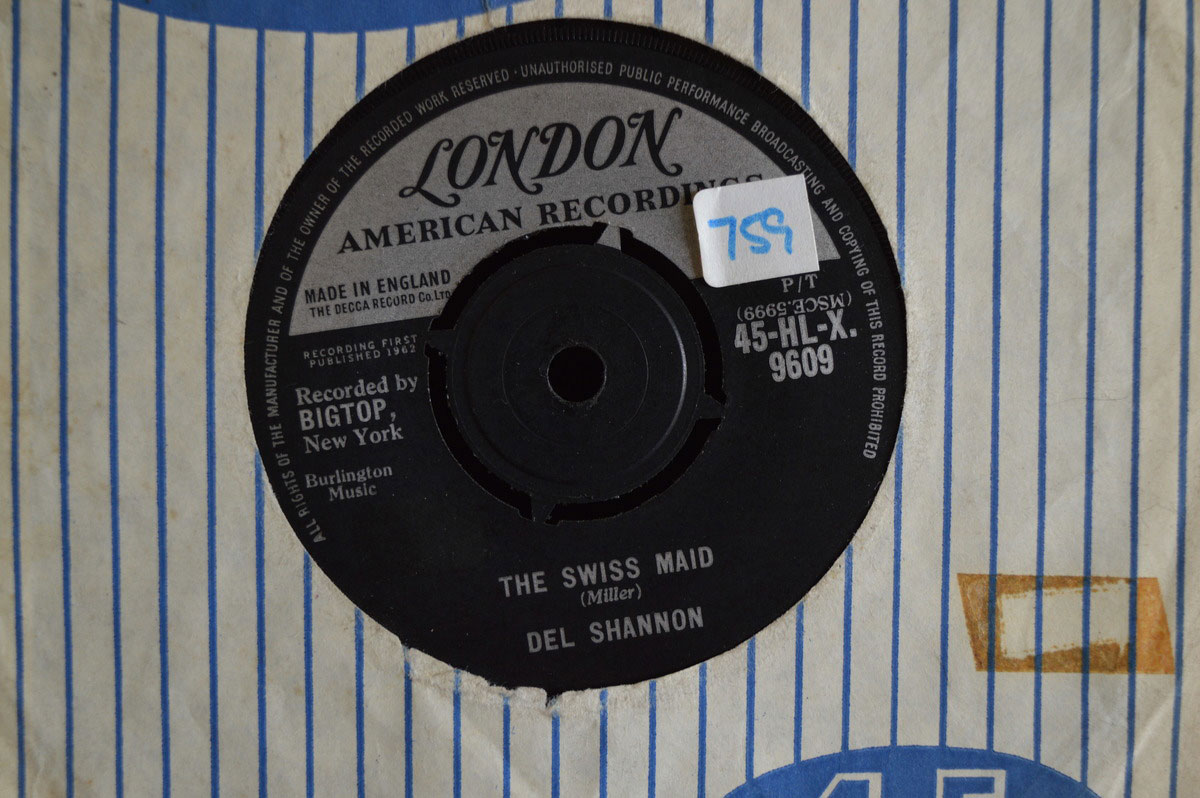 ALL RIGHTS OF THE MANUFACTURER AND OF THE OWNER OF THE RECORDED WORK RESERVED · UNAUTHORISED PUBLIC PERFORMANCE BROADCASTING AND COPYING OF THIS RECORD PROHIBITED
LONDON
AMERICAN RECORDINGS
759
MADE IN ENGLAND
THE DECCA RECORD Co. Ltd.
P/T
(MSCE.5999)
45-HL-X.
9609
RECORDING FIRST
PUBLISHED 1962
Recorded by
BIGTOP,
New York
Burlington
Music
THE SWISS MAID
(Miller)
DEL SHANNON
45